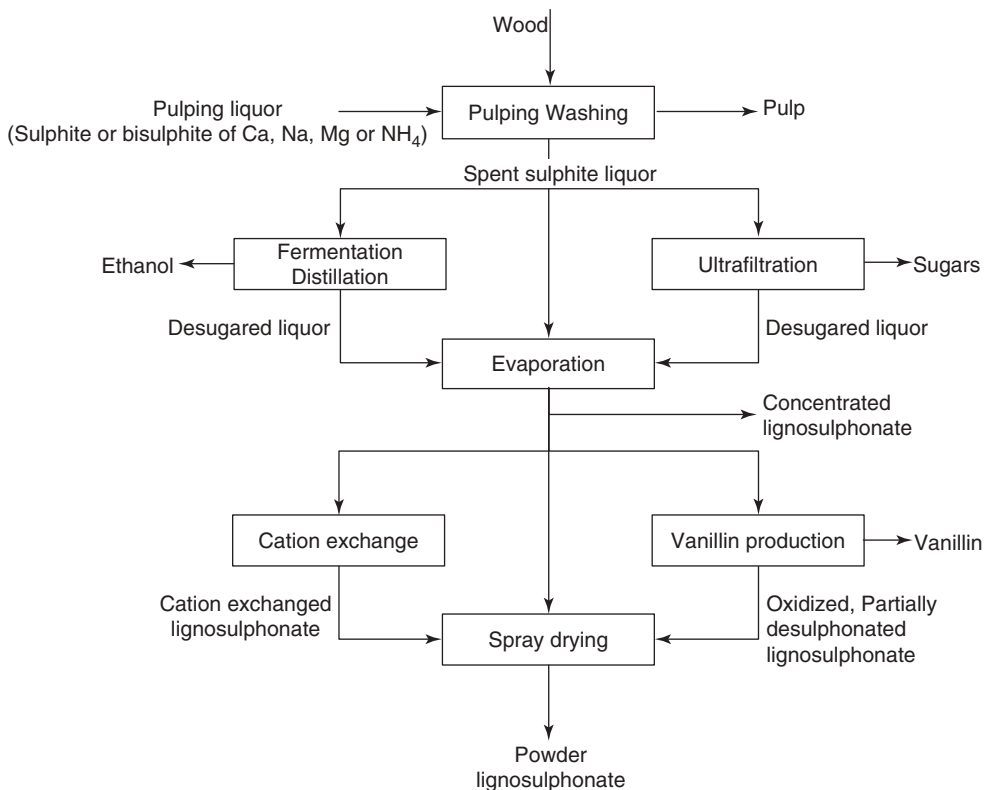 Wood
Pulping liquor
(Sulphite or bisulphite of Ca, Na, Mg or NH₄)
Pulping Washing
Pulp
Spent sulphite liquor
Ethanol
Fermentation
Distillation
Ultrafiltration
Sugars
Desugared liquor
Desugared liquor
Evaporation
Concentrated
lignosulphonate
Cation exchange
Vanillin production
Vanillin
Cation exchanged
lignosulphonate
Oxidized, Partially
desulphonated
lignosulphonate
Spray drying
Powder
lignosulphonate